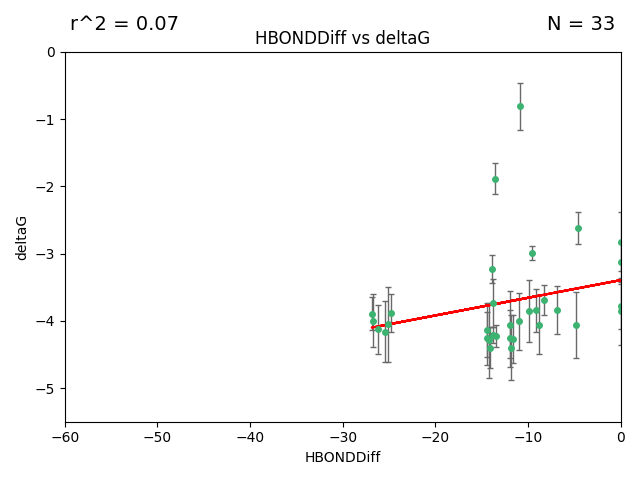 r^2 = 0.07
N = 33
HBONDDiff vs deltaG
0
−1
−2
−3
−4
−5
deltaG
−60
−50
−40
−30
−20
−10
0
HBONDDiff